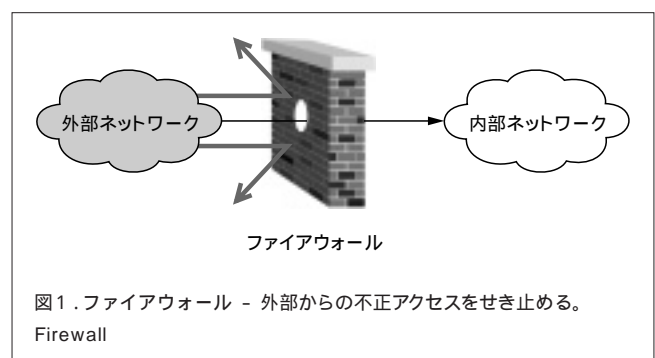 外部ネットワーク
内部ネットワーク
ファイアウォール
図1.ファイアウォール - 外部からの不正アクセスをせき止める。
Firewall